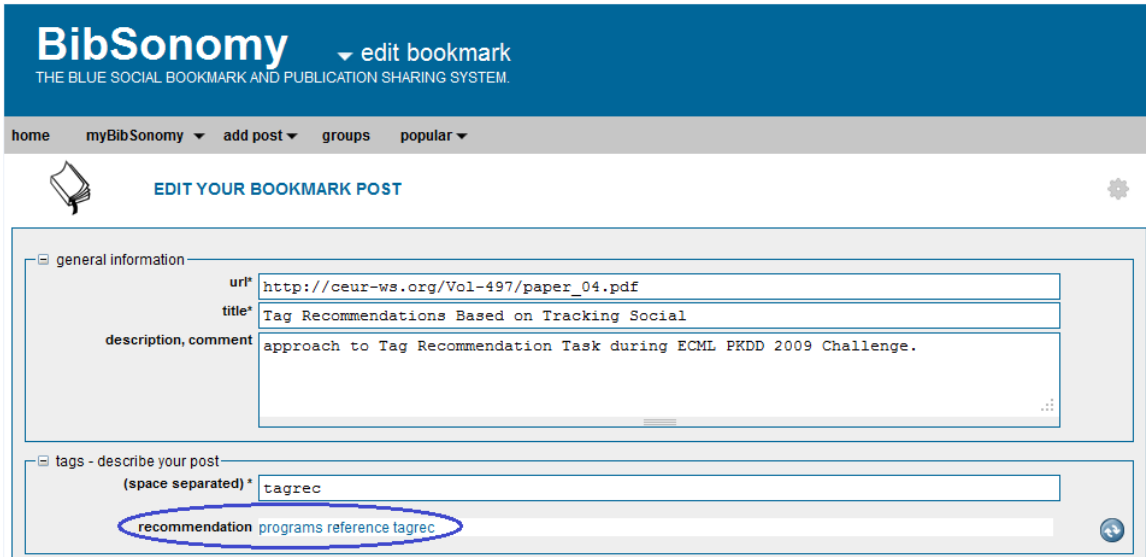 BibSonomy
edit bookmark
THE BLUE SOCIAL BOOKMARK AND PUBLICATION SHARING SYSTEM.
home myBibSonomy add post groups popular
EDIT YOUR BOOKMARK POST
general information
url* http://ceur-ws.org/Vol-497/paper_04.pdf
title* Tag Recommendations Based on Tracking Social
description, comment approach to Tag Recommendation Task during ECML PKDD 2009 Challenge.
tags - describe your post
(space separated) * tagrec
recommendation programs reference tagrec